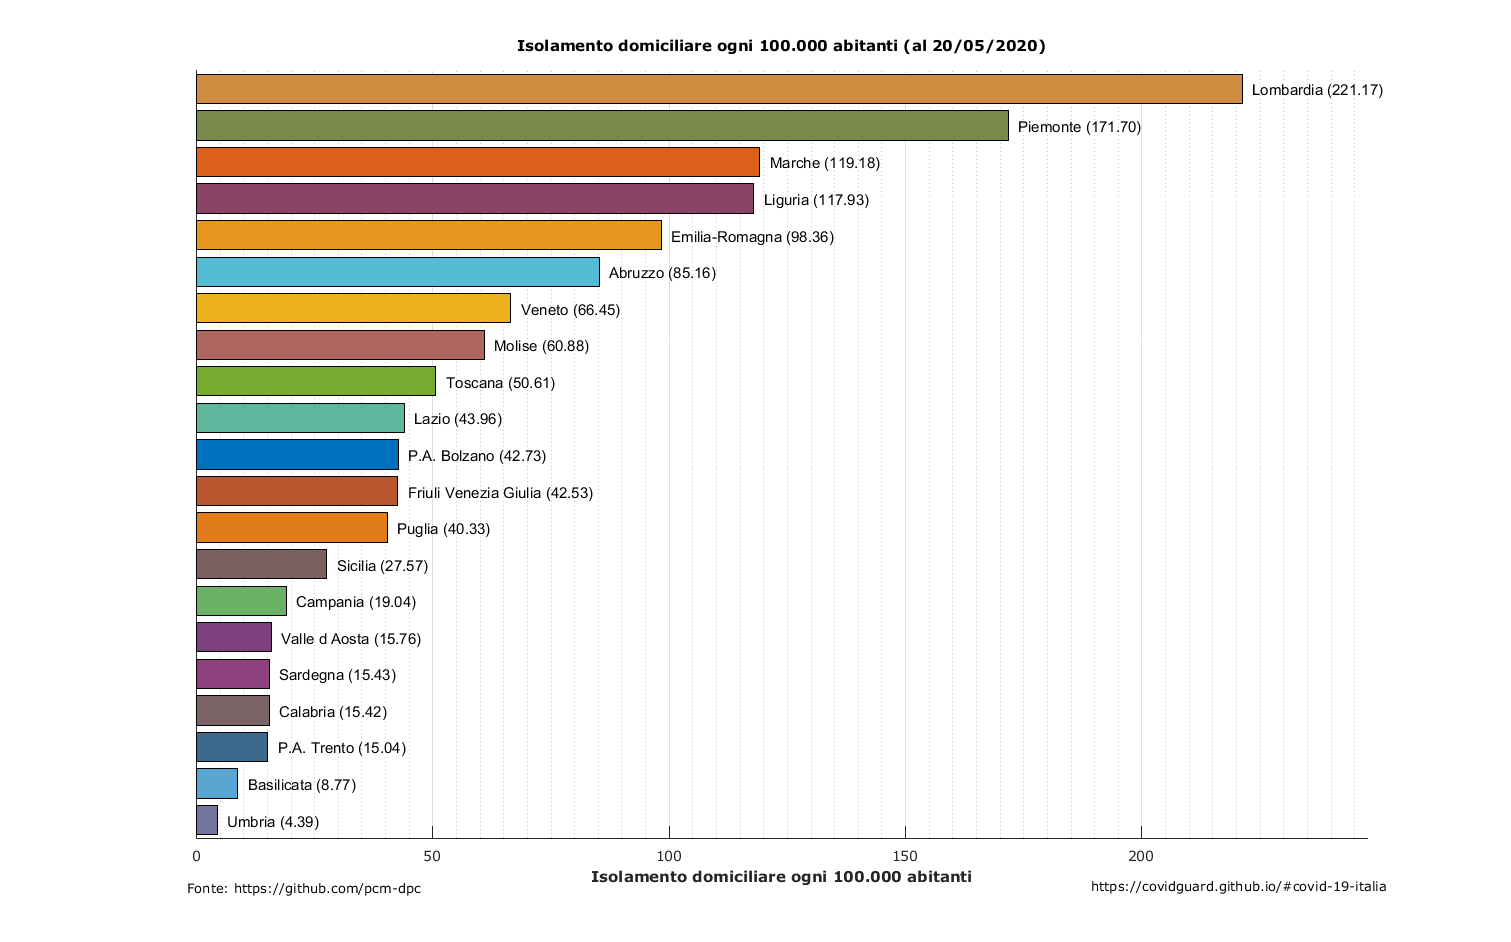 Isolamento domiciliare ogni 100.000 abitanti (al 20/05/2020)
Lombardia (221.17)
Piemonte (171.70)
Marche (119.18)
Liguria (117.93)
Emilia-Romagna (98.36)
Abruzzo (85.16)
Veneto (66.45)
Molise (60.88)
Toscana (50.61)
Lazio (43.96)
P.A. Bolzano (42.73)
Friuli Venezia Giulia (42.53)
Puglia (40.33)
Sicilia (27.57)
Campania (19.04)
Valle d Aosta (15.76)
Sardegna (15.43)
Calabria (15.42)
P.A. Trento (15.04)
Basilicata (8.77)
Umbria (4.39)
0 50 100 150 200
Isolamento domiciliare ogni 100.000 abitanti
Fonte: https://github.com/pcm-dpc
https://covidguard.github.io/#covid-19-italia